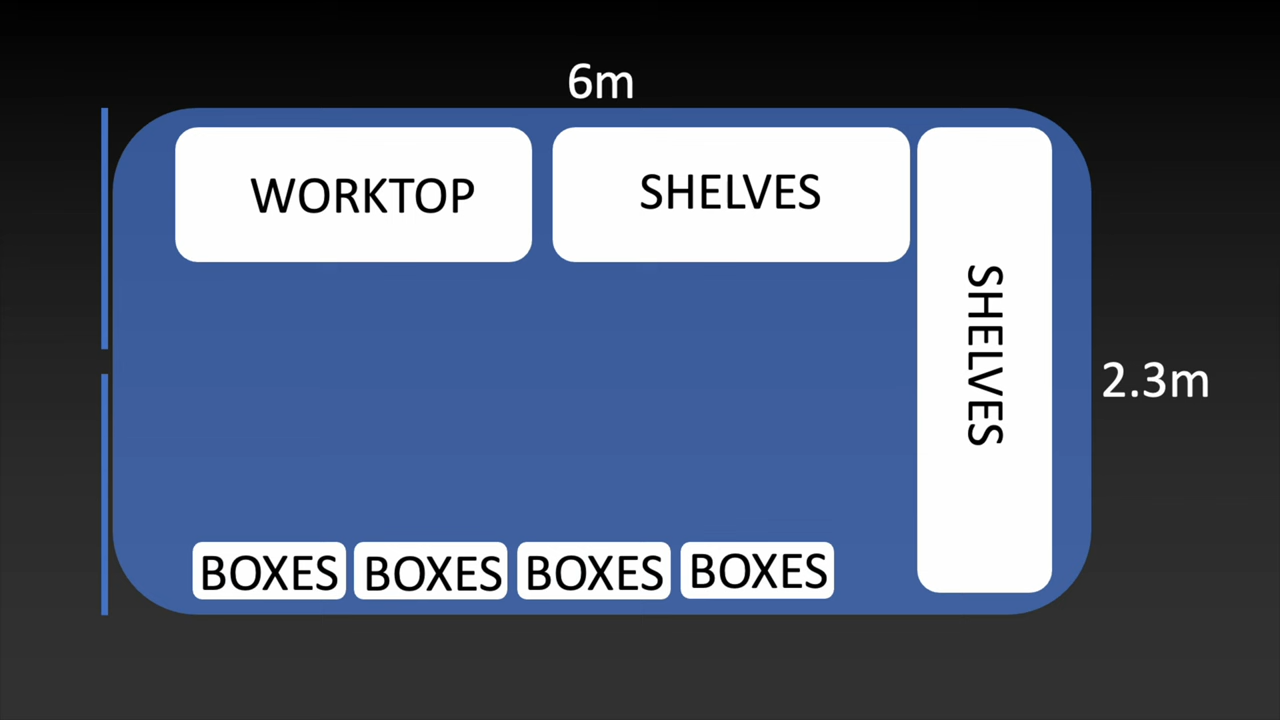 6m
WORKTOP
SHELVES
SHELVES
2.3m
BOXES
BOXES
BOXES
BOXES